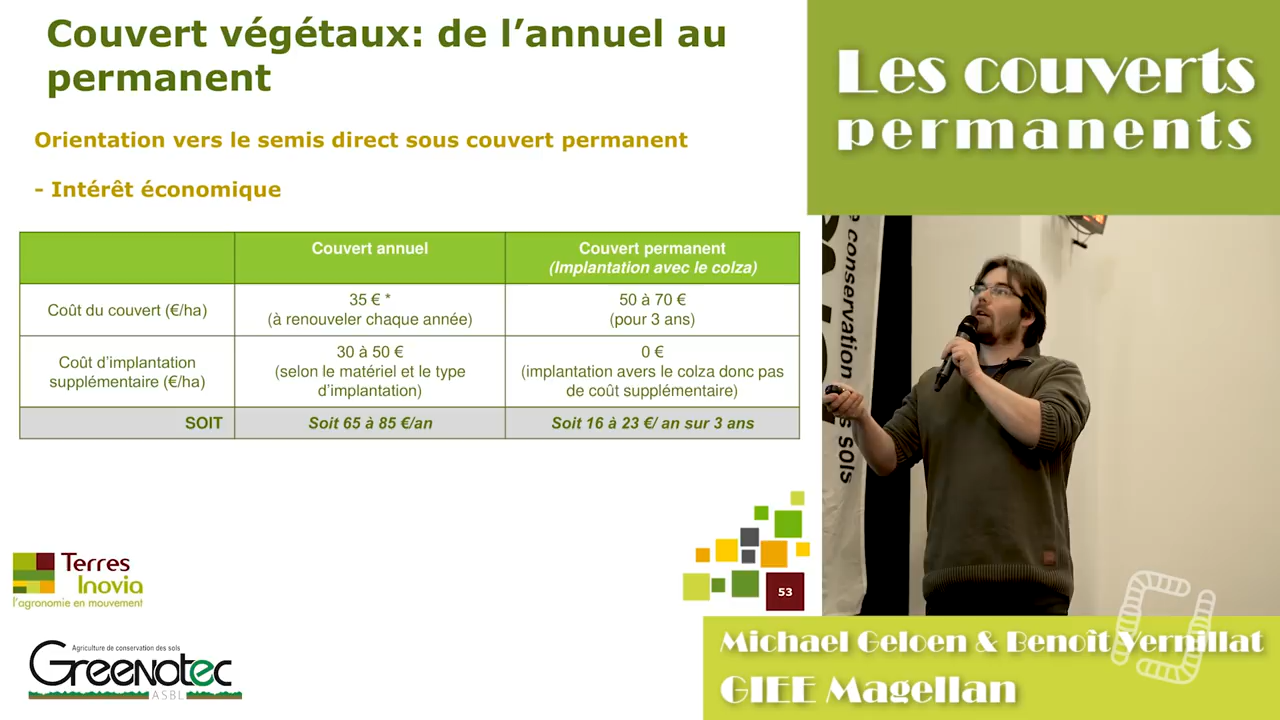 Couvert végétaux: de l’annuel au
permanent
Orientation vers le semis direct sous couvert permanent
- Intérêt économique
Couvert annuel
Couvert permanent
(Implantation avec le colza)
Coût du couvert (€/ha)
35 € *
(à renouveler chaque année)
50 à 70 €
(pour 3 ans)
Coût d’implantation
supplémentaire (€/ha)
30 à 50 €
(selon le matériel et le type
d’implantation)
0 €
(implantation avers le colza donc pas
de coût supplémentaire)
SOIT
Soit 65 à 85 €/an
Soit 16 à 23 €/ an sur 3 ans
Terres
Inovia
l’agronomie en mouvement
53
Agriculture de conservation des sols
Greenotec
ASBL
Les couverts
permanents
conservation
s sols
Michael Geloen & Benoît Vernillat
GIEE Magellan